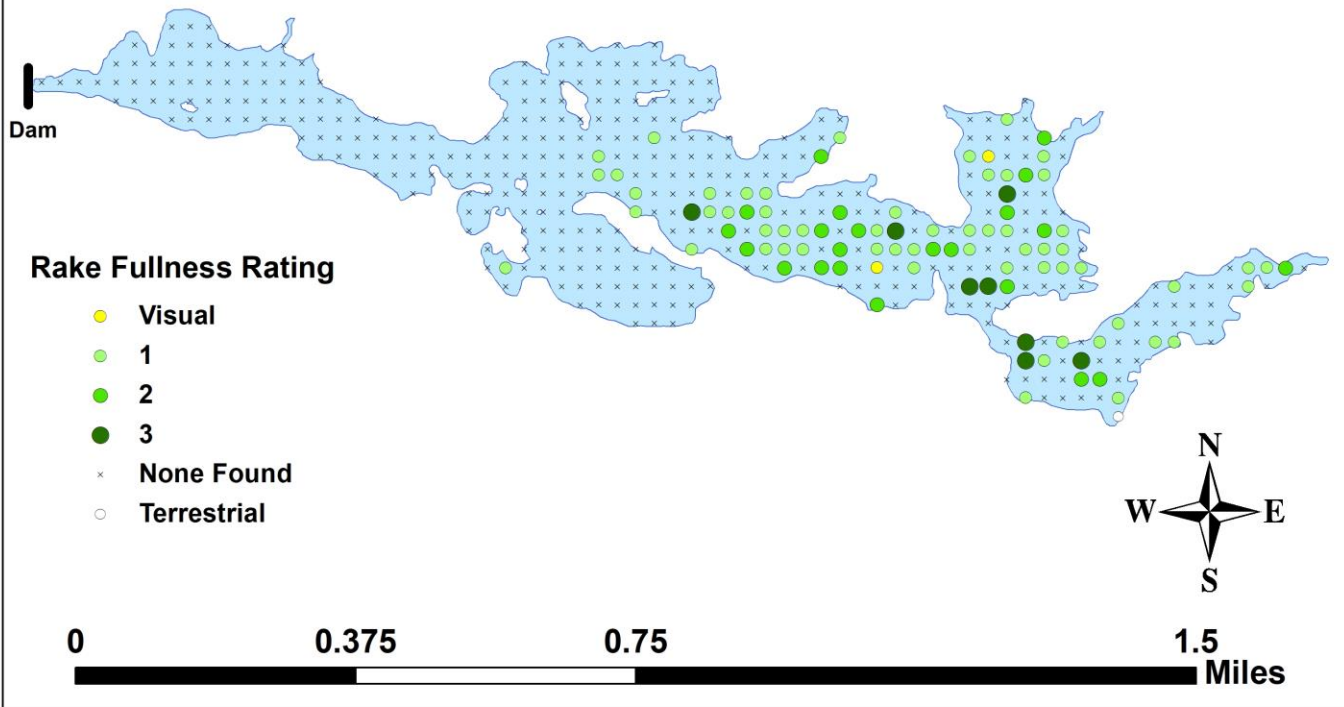 Dam
Rake Fullness Rating
Visual
1
2
3
None Found
Terrestrial
N
W E
S
0 0.375 0.75 1.5
Miles